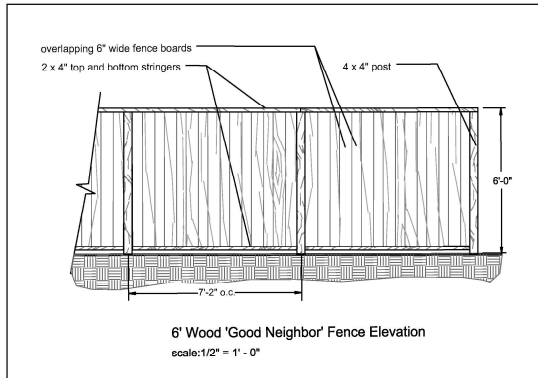 overlapping 6" wide fence boards
2 x 4" top and bottom stringers
4 x 4" post
6'-0"
7'-2" o.c.
6' Wood 'Good Neighbor' Fence Elevation
scale:1/2" = 1' - 0"